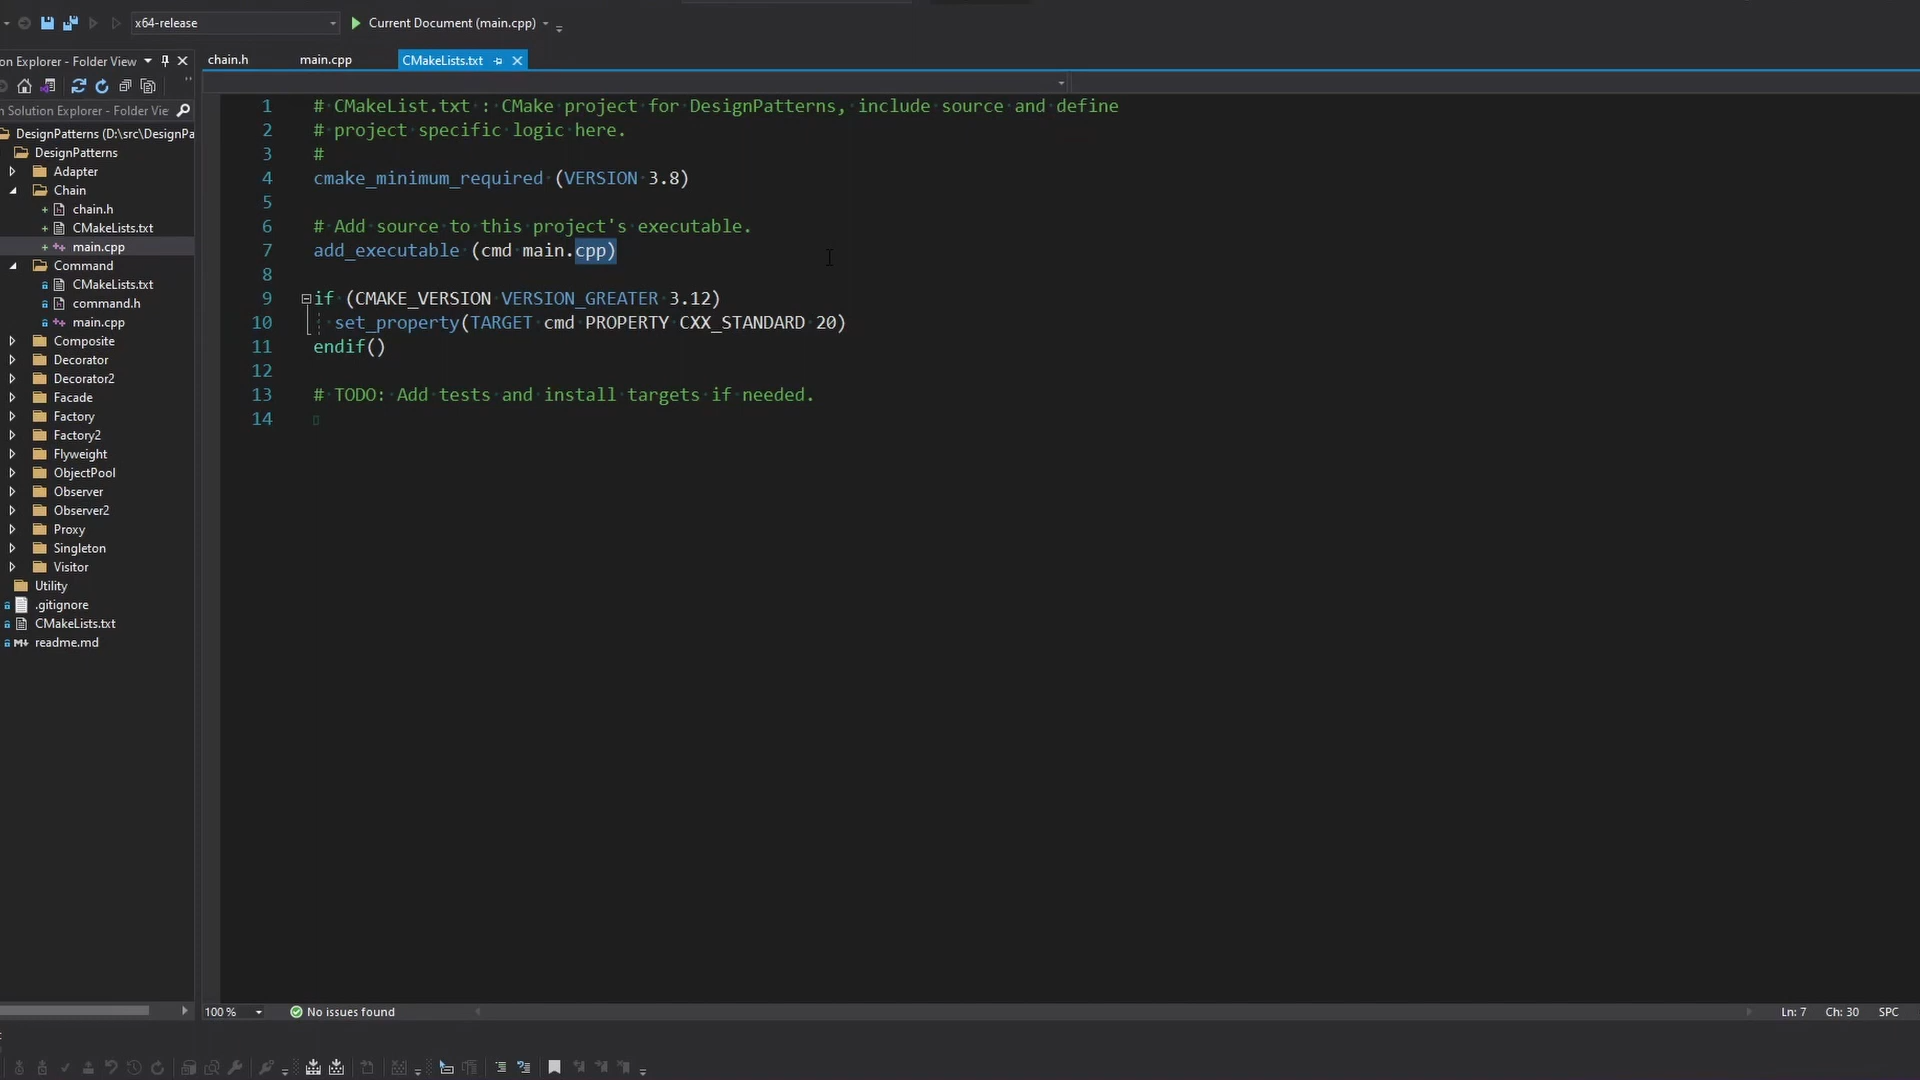 x64-release
Current Document (main.cpp)
on Explorer - Folder View
chain.h
main.cpp
CMakeLists.txt
n Solution Explorer - Folder Vie
DesignPatterns (D:\src\DesignPa
DesignPatterns
Adapter
Chain
chain.h
CMakeLists.txt
main.cpp
Command
CMakeLists.txt
command.h
main.cpp
Composite
Decorator
Decorator2
Facade
Factory
Factory2
Flyweight
ObjectPool
Observer
Observer2
Proxy
Singleton
Visitor
Utility
.gitignore
CMakeLists.txt
readme.md
1 # CMakeList.txt : CMake project for DesignPatterns, include source and define
2 # project specific logic here.
3 #
4 cmake_minimum_required (VERSION 3.8)
5
6 # Add source to this project's executable.
7 add_executable (cmd main.cpp)
8
9 if (CMAKE_VERSION VERSION_GREATER 3.12)
10 set_property(TARGET cmd PROPERTY CXX_STANDARD 20)
11 endif()
12
13 # TODO: Add tests and install targets if needed.
14
100 %
No issues found
Ln: 7
Ch: 30
SPC